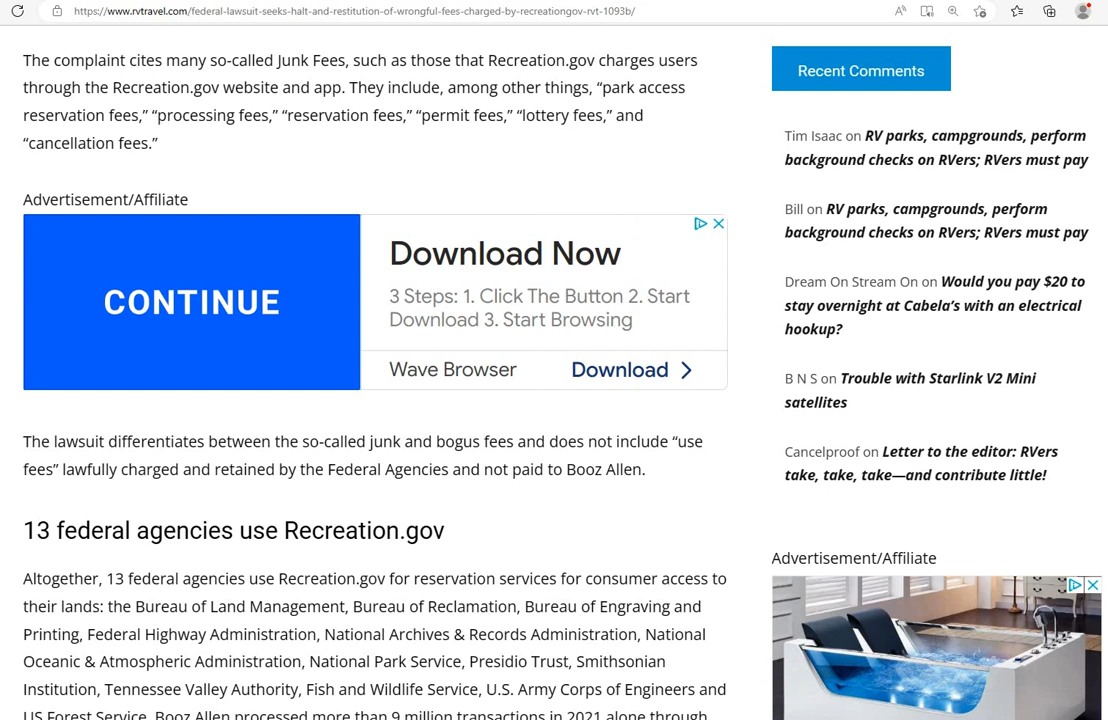 https://www.rvtravel.com/federal-lawsuit-seeks-halt-and-restitution-of-wrongful-fees-charged-by-recreationgov-rvt-1093b/
The complaint cites many so-called Junk Fees, such as those that Recreation.gov charges users
through the Recreation.gov website and app. They include, among other things, “park access
reservation fees,” “processing fees,” “reservation fees,” “permit fees,” “lottery fees,” and
“cancellation fees.”
Advertisement/Affiliate
CONTINUE
Download Now
3 Steps: 1. Click The Button 2. Start
Download 3. Start Browsing
Wave Browser
Download
The lawsuit differentiates between the so-called junk and bogus fees and does not include “use
fees” lawfully charged and retained by the Federal Agencies and not paid to Booz Allen.
13 federal agencies use Recreation.gov
Altogether, 13 federal agencies use Recreation.gov for reservation services for consumer access to
their lands: the Bureau of Land Management, Bureau of Reclamation, Bureau of Engraving and
Printing, Federal Highway Administration, National Archives & Records Administration, National
Oceanic & Atmospheric Administration, National Park Service, Presidio Trust, Smithsonian
Institution, Tennessee Valley Authority, Fish and Wildlife Service, U.S. Army Corps of Engineers and
US Forest Service. Booz Allen processed more than 9 million transactions in 2021 alone through
Recent Comments
Tim Isaac on RV parks, campgrounds, perform
background checks on RVers; RVers must pay
Bill on RV parks, campgrounds, perform
background checks on RVers; RVers must pay
Dream On Stream On on Would you pay $20 to
stay overnight at Cabela’s with an electrical
hookup?
B N S on Trouble with Starlink V2 Mini
satellites
Cancelproof on Letter to the editor: RVers
take, take, take—and contribute little!
Advertisement/Affiliate